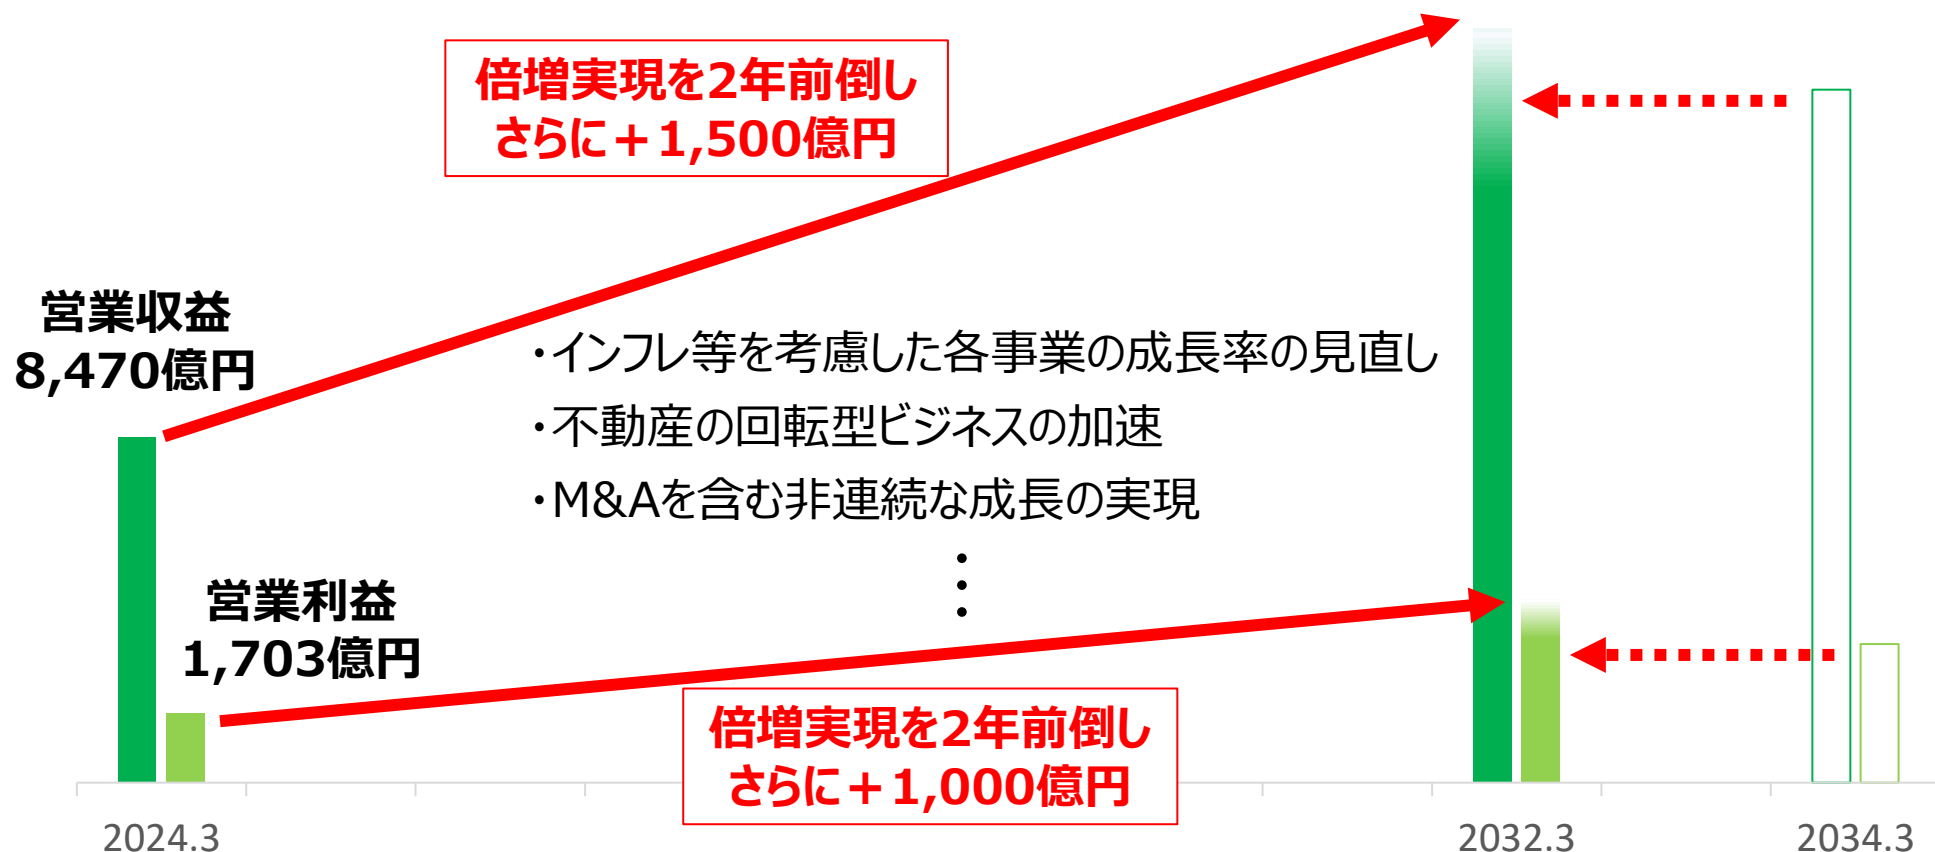 倍増実現を2年前倒し
さらに＋1,500億円
営業収益
8,470億円
・インフレ等を考慮した各事業の成長率の見直し
・不動産の回転型ビジネスの加速
・M&Aを含む非連続な成長の実現
・
・
・
営業利益
1,703億円
倍増実現を2年前倒し
さらに＋1,000億円
2024.3
2032.3
2034.3